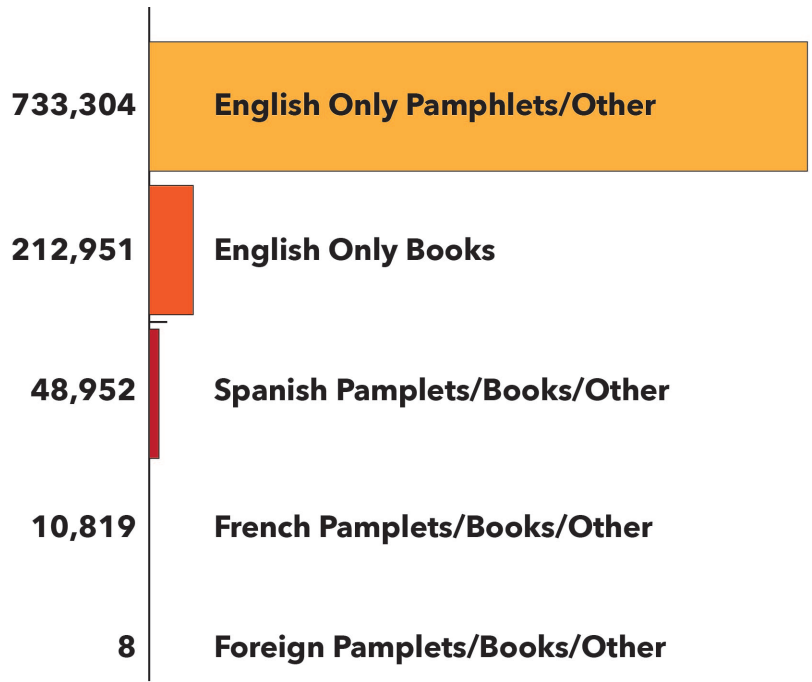 733,304 English Only Pamphlets/Other
212,951 English Only Books
48,952 Spanish Pamplets/Books/Other
10,819 French Pamplets/Books/Other
8 Foreign Pamplets/Books/Other